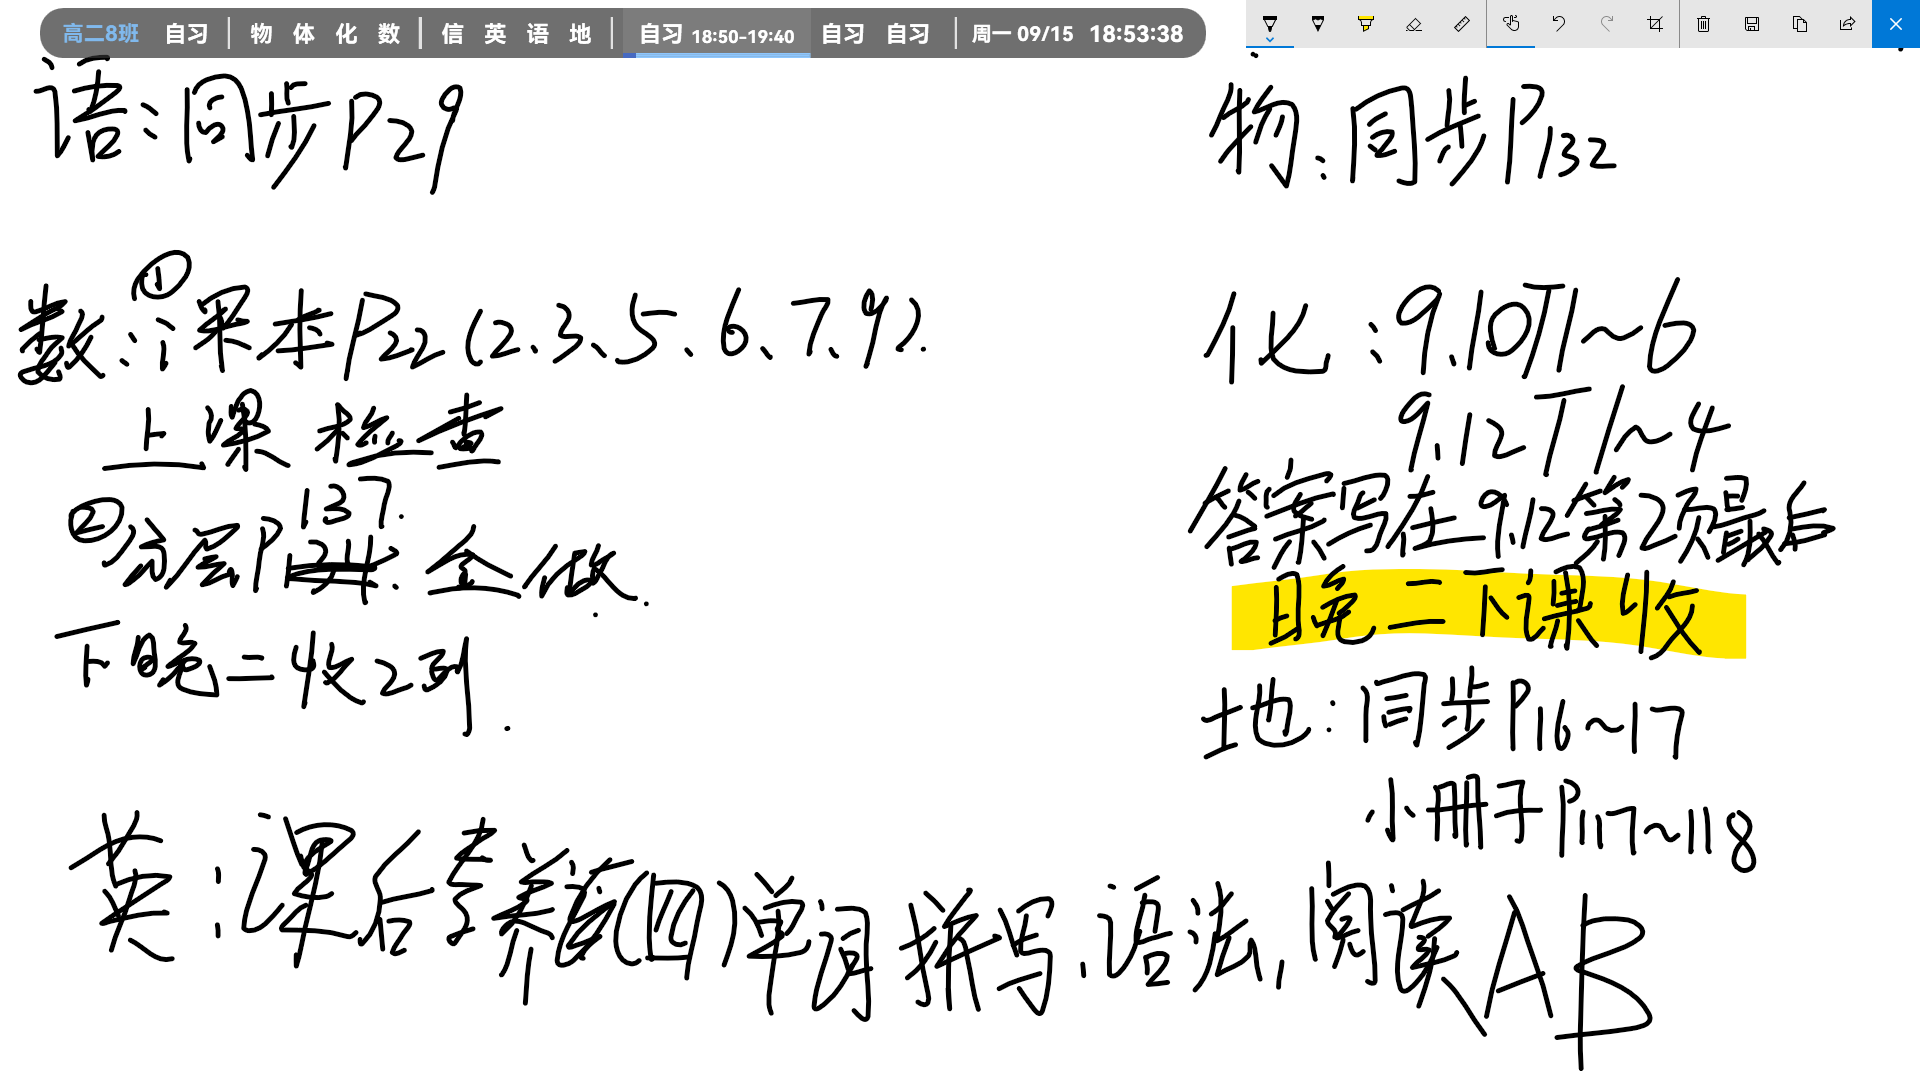 高二8班 自习 | 物 体 化 数 | 信 英 语 地 | 自习 18:50-19:40 自习 自习 | 周一 09/15 18:53:38
语:同步P29
数:①课本P22(2、3、5、6、7、9).
上课检查
②分层P137.全做.
下晚二收2列.
英:课后素养(四)单词拼写、语法,阅读AB
物:同步P132
化:9.10T1~6
9.12T1~4
答案写在9.12第2项最后
晚二下课收
地:同步P16~17
小册子P117~118